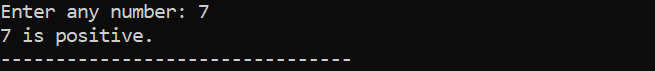 Enter any number: 7
7 is positive.
--------------------------------